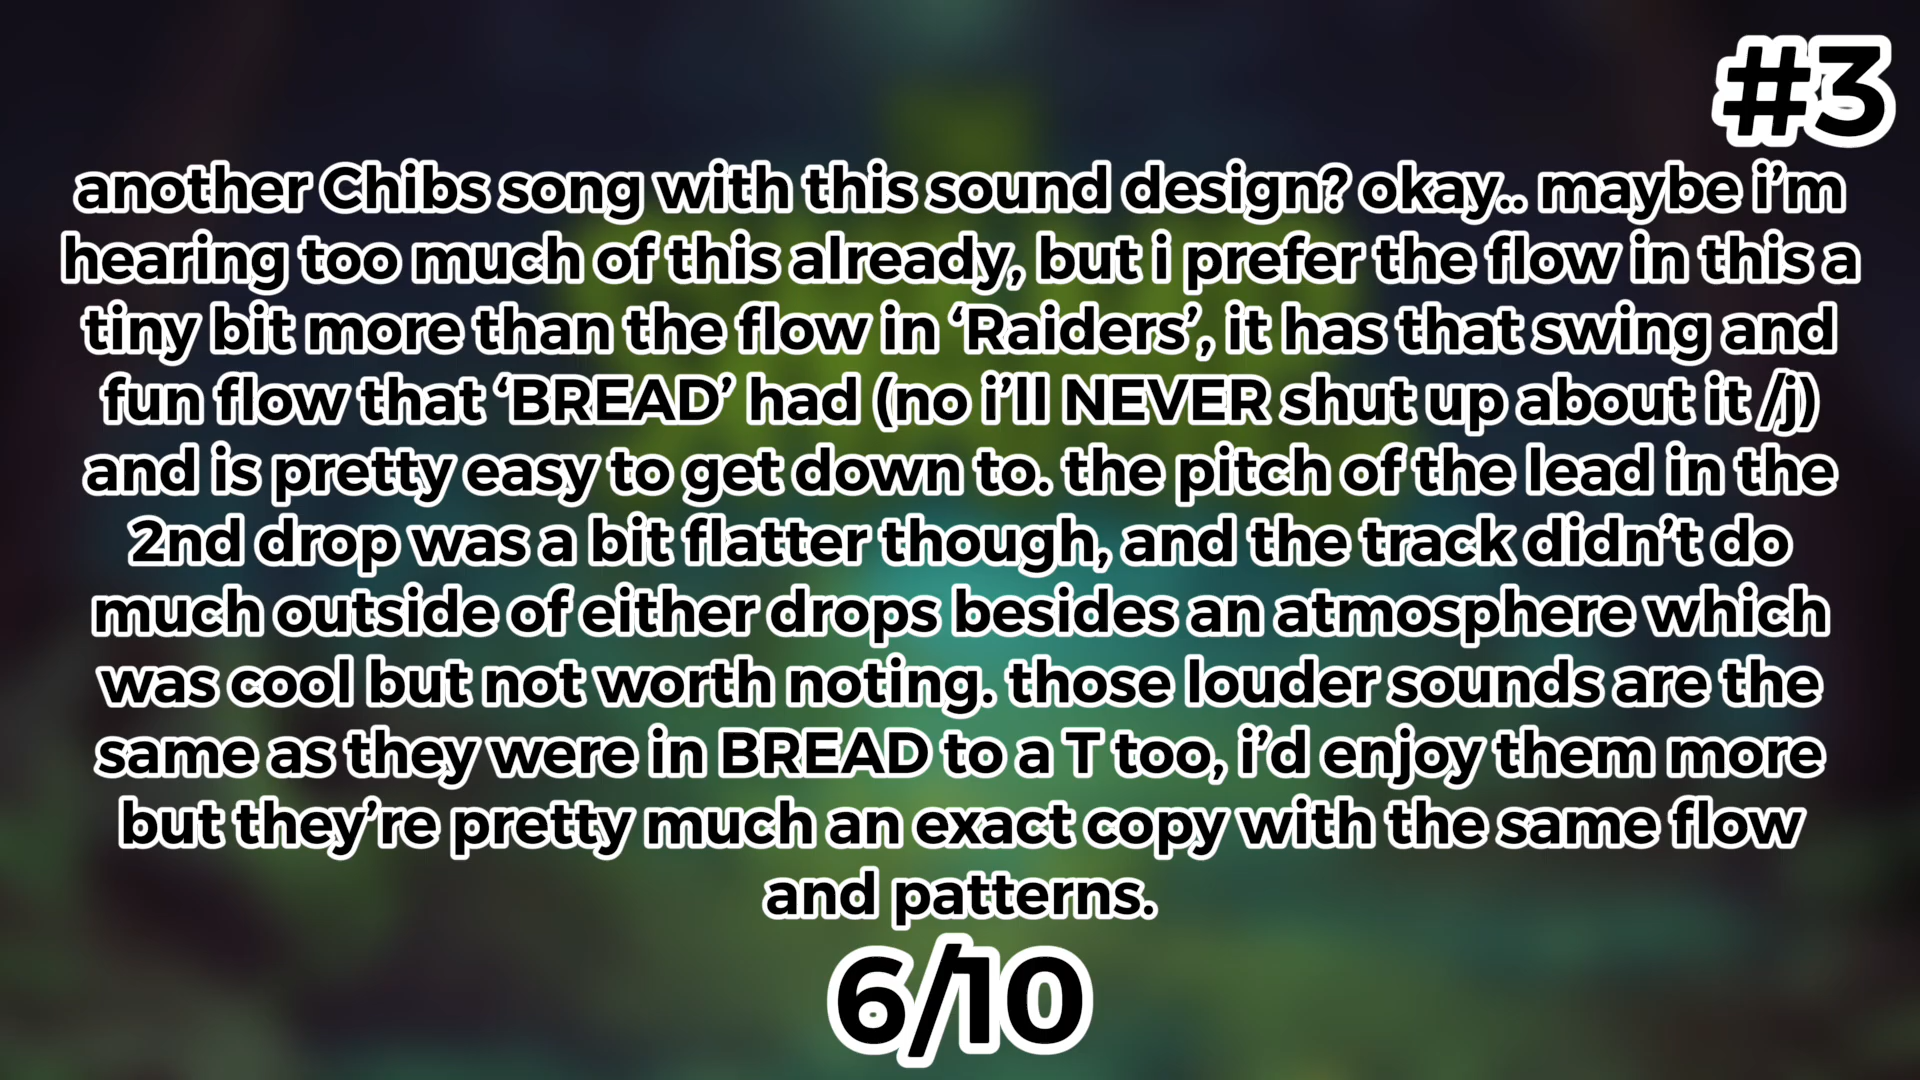 #3
another Chibs song with this sound design? okay.. maybe i’m
hearing too much of this already, but i prefer the flow in this a
tiny bit more than the flow in ‘Raiders’, it has that swing and
fun flow that ‘BREAD’ had (no i’ll NEVER shut up about it /j)
and is pretty easy to get down to. the pitch of the lead in the
2nd drop was a bit flatter though, and the track didn’t do
much outside of either drops besides an atmosphere which
was cool but not worth noting. those louder sounds are the
same as they were in BREAD to a T too, i’d enjoy them more
but they’re pretty much an exact copy with the same flow
and patterns.
6/10